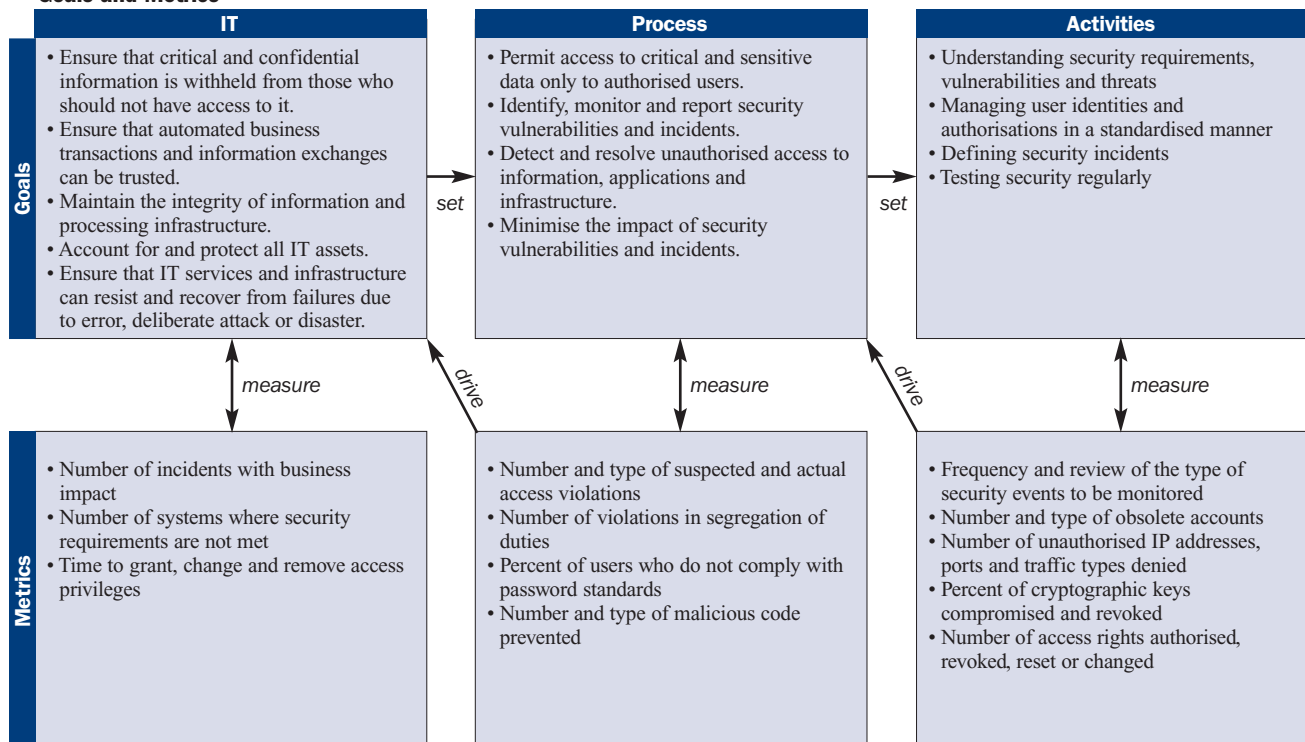 Goals and Metrics
IT
Process
Activities
Goals
• Ensure that critical and confidential
information is withheld from those who
should not have access to it.
• Ensure that automated business
transactions and information exchanges
can be trusted.
• Maintain the integrity of information and
processing infrastructure.
• Account for and protect all IT assets.
• Ensure that IT services and infrastructure
can resist and recover from failures due
to error, deliberate attack or disaster.
set
• Permit access to critical and sensitive
data only to authorised users.
• Identify, monitor and report security
vulnerabilities and incidents.
• Detect and resolve unauthorised access to
information, applications and
infrastructure.
• Minimise the impact of security
vulnerabilities and incidents.
set
• Understanding security requirements,
vulnerabilities and threats
• Managing user identities and
authorisations in a standardised manner
• Defining security incidents
• Testing security regularly
measure
drive
measure
drive
measure
Metrics
• Number of incidents with business
impact
• Number of systems where security
requirements are not met
• Time to grant, change and remove access
privileges
• Number and type of suspected and actual
access violations
• Number of violations in segregation of
duties
• Percent of users who do not comply with
password standards
• Number and type of malicious code
prevented
• Frequency and review of the type of
security events to be monitored
• Number and type of obsolete accounts
• Number of unauthorised IP addresses,
ports and traffic types denied
• Percent of cryptographic keys
compromised and revoked
• Number of access rights authorised,
revoked, reset or changed